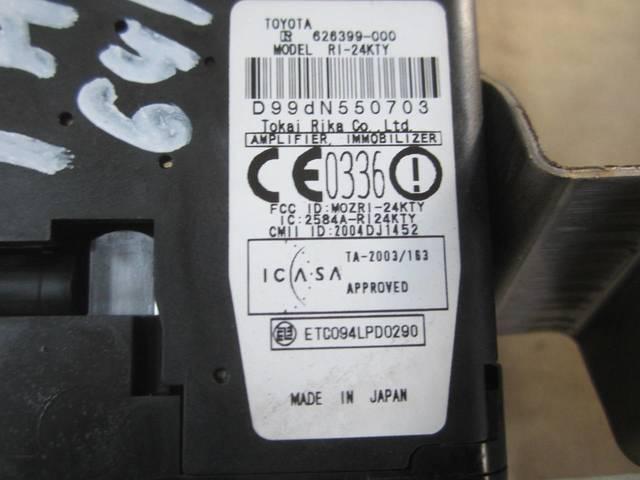 TOYOTA
R 626399-000
MODEL RI-24KTY
D99dN550703
Tokai Rika Co., Ltd.
AMPLIFIER, IMMOBILIZER
CE0336
FCC ID:MOZRI-24KTY
IC:2584A-RI24KTY
CMII ID:2004DJ1452
TA-2003/163
ICASA
APPROVED
ETC094LPD0290
MADE IN JAPAN